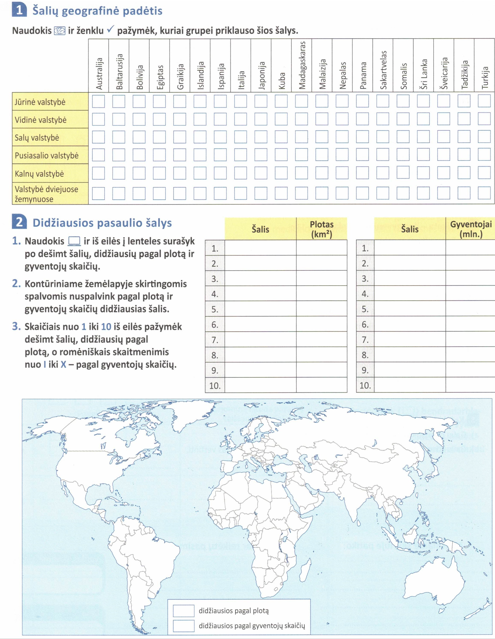 1 Šalių geografinė padėtis
Naudokis ir ženklu ✓ pažymėk, kuriai grupei priklauso šios šalys.
Australija
Baltarusija
Bolivija
Egiptas
Graikija
Islandija
Ispanija
Italija
Japonija
Kuba
Madagaskaras
Malaizija
Nepalas
Panama
Sakartvelas
Somalis
Šri Lanka
Šveicarija
Tadžikija
Turkija
Jūrinė valstybė
Vidinė valstybė
Salų valstybė
Pusiasalio valstybė
Kalnų valstybė
Valstybė dviejuose
žemynuose
2 Didžiausios pasaulio šalys
1. Naudokis ir iš eilės į lenteles surašyk
po dešimt šalių, didžiausių pagal plotą ir
gyventojų skaičių.
2. Kontūriniame žemėlapyje skirtingomis
spalvomis nuspalvink pagal plotą ir
gyventojų skaičių didžiausias šalis.
3. Skaičiais nuo 1 iki 10 iš eilės pažymėk
dešimt šalių, didžiausių pagal
plotą, o romėniškais skaitmenimis
nuo I iki X – pagal gyventojų skaičių.
Šalis
Plotas
(km²)
1.
2.
3.
4.
5.
6.
7.
8.
9.
10.
Šalis
Gyventojai
(mln.)
1.
2.
3.
4.
5.
6.
7.
8.
9.
10.
didžiausios pagal plotą
didžiausios pagal gyventojų skaičių